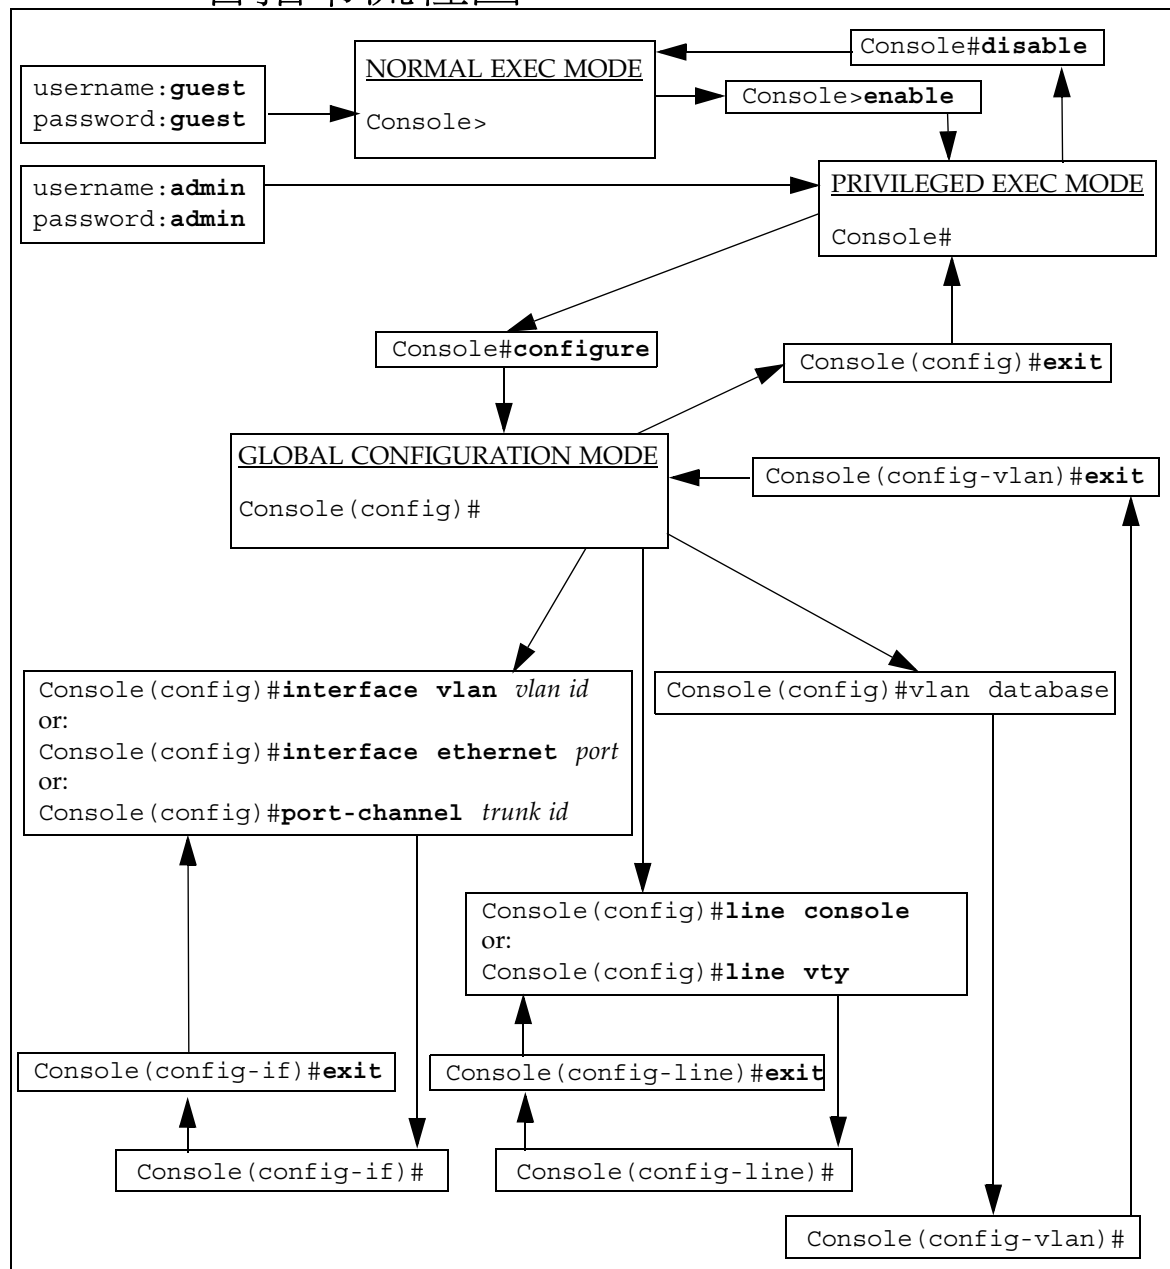 Console#disable
NORMAL EXEC MODE
username:guest
Console>enable
password:guest
Console>
username:admin
PRIVILEGED EXEC MODE
password:admin
Console#
Console#configure
Console(config)#exit
GLOBAL CONFIGURATION MODE
Console(config-vlan)#exit
Console(config)#
Console(config)#interface vlan vlan id
or:
Console(config)#interface ethernet port
or:
Console(config)#port-channel trunk id
Console(config)#vlan database
Console(config)#line console
or:
Console(config)#line vty
Console(config-if)#exit
Console(config-line)#exit
Console(config-if)#
Console(config-line)#
Console(config-vlan)#